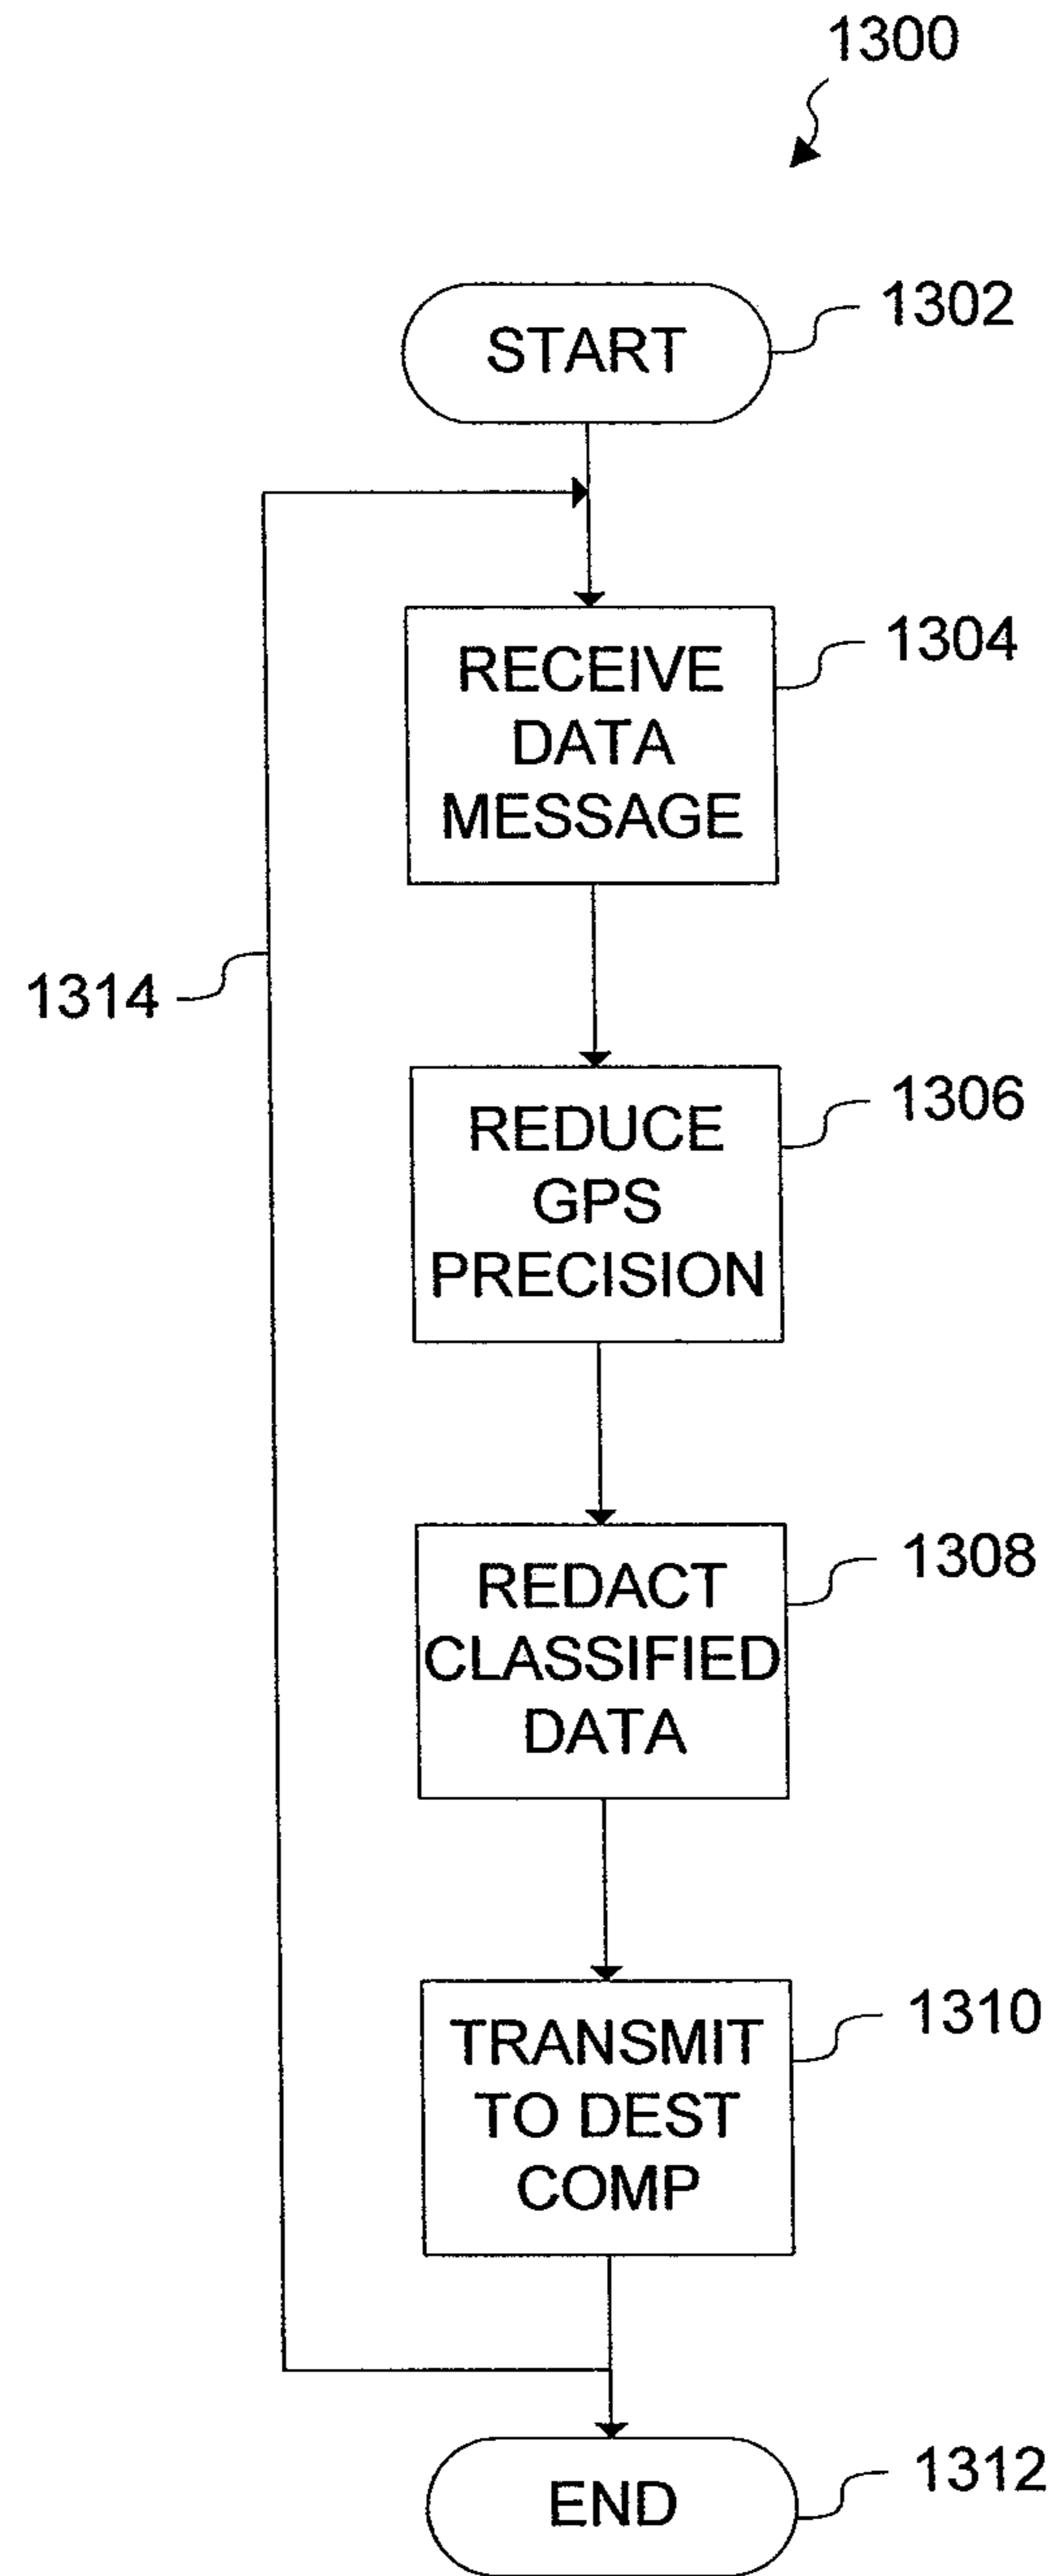 1300
START
1302
RECEIVE
DATA
MESSAGE
1304
1314
REDUCE
GPS
PRECISION
1306
REDACT
CLASSIFIED
DATA
1308
TRANSMIT
TO DEST
COMP
1310
END
1312